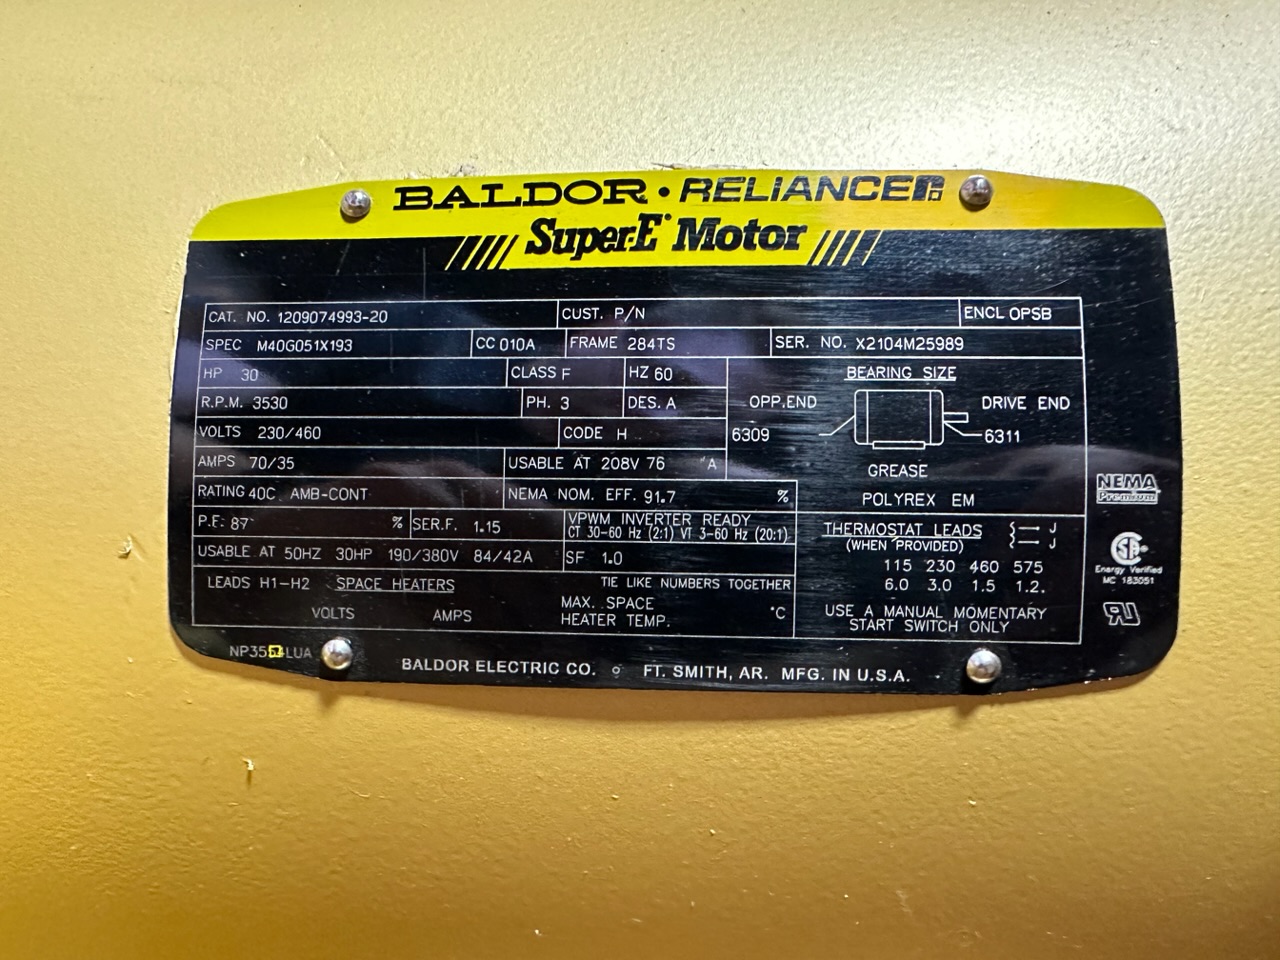 BALDOR • RELIANCE
Super-E® Motor
CAT. NO. 1209074993-20 CUST. P/N ENCL OPSB
SPEC M40G051X193 CC 010A FRAME 284TS SER. NO. X2104M25989
HP 30 CLASS F HZ 60
R.P.M. 3530 PH. 3 DES. A
VOLTS 230/460 CODE H
AMPS 70/35 USABLE AT 208V 76 A
RATING 40C AMB-CONT NEMA NOM. EFF. 91.7 %
P.F. 87 % SER.F. 1.15 VPWM INVERTER READY
CT 30-60 Hz (2:1) VT 3-60 Hz (20:1)
USABLE AT 50HZ 30HP 190/380V 84/42A SF 1.0
LEADS H1-H2 SPACE HEATERS TIE LIKE NUMBERS TOGETHER
VOLTS AMPS MAX. SPACE HEATER TEMP. °C
BEARING SIZE
OPP.END DRIVE END
6309 6311
GREASE
POLYREX EM
THERMOSTAT LEADS J
(WHEN PROVIDED) J
115 230 460 575
6.0 3.0 1.5 1.2.
USE A MANUAL MOMENTARY
START SWITCH ONLY
NEMA
Premium
Energy Verified
MC 183051
LUA
BALDOR ELECTRIC CO. FT. SMITH, AR. MFG. IN U.S.A.